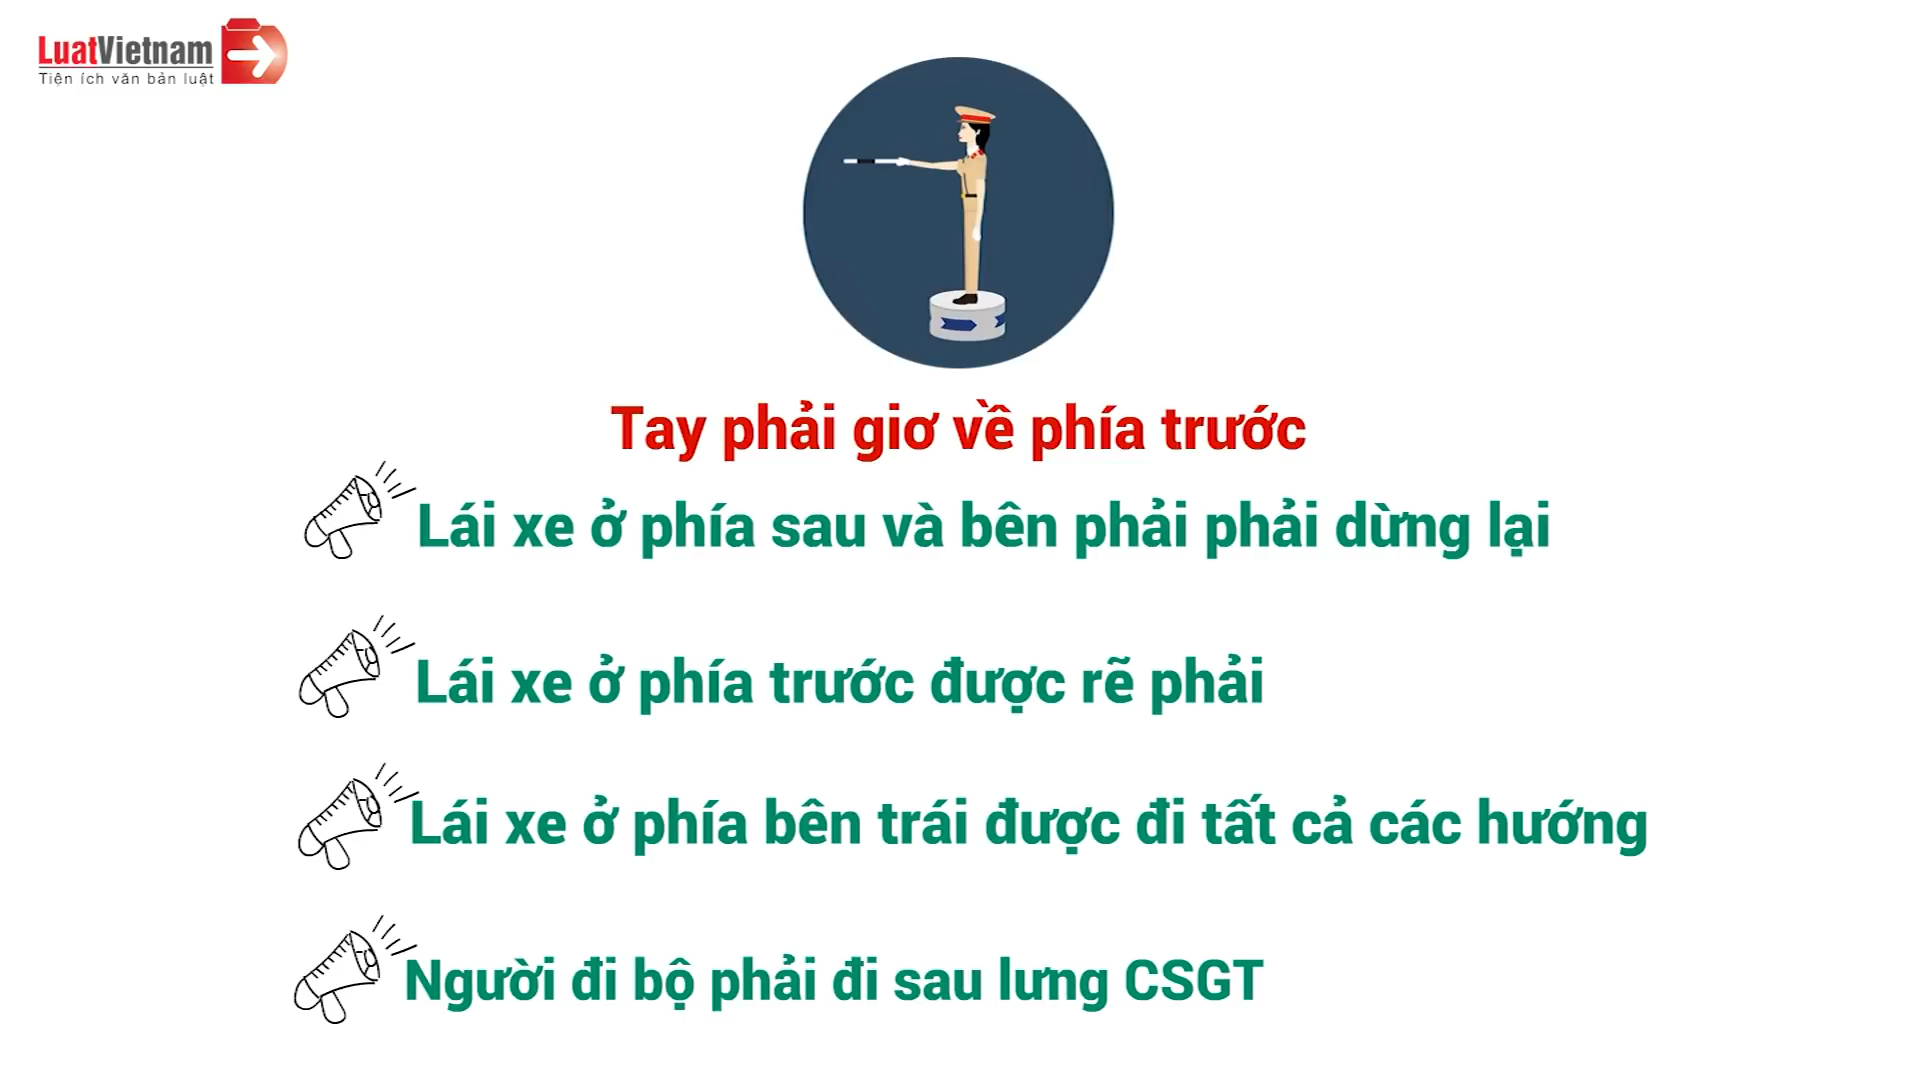 LuatVietnam
Tiện ích văn bản luật
Tay phải giơ về phía trước
Lái xe ở phía sau và bên phải phải dừng lại
Lái xe ở phía trước được rẽ phải
Lái xe ở phía bên trái được đi tất cả các hướng
Người đi bộ phải đi sau lưng CSGT